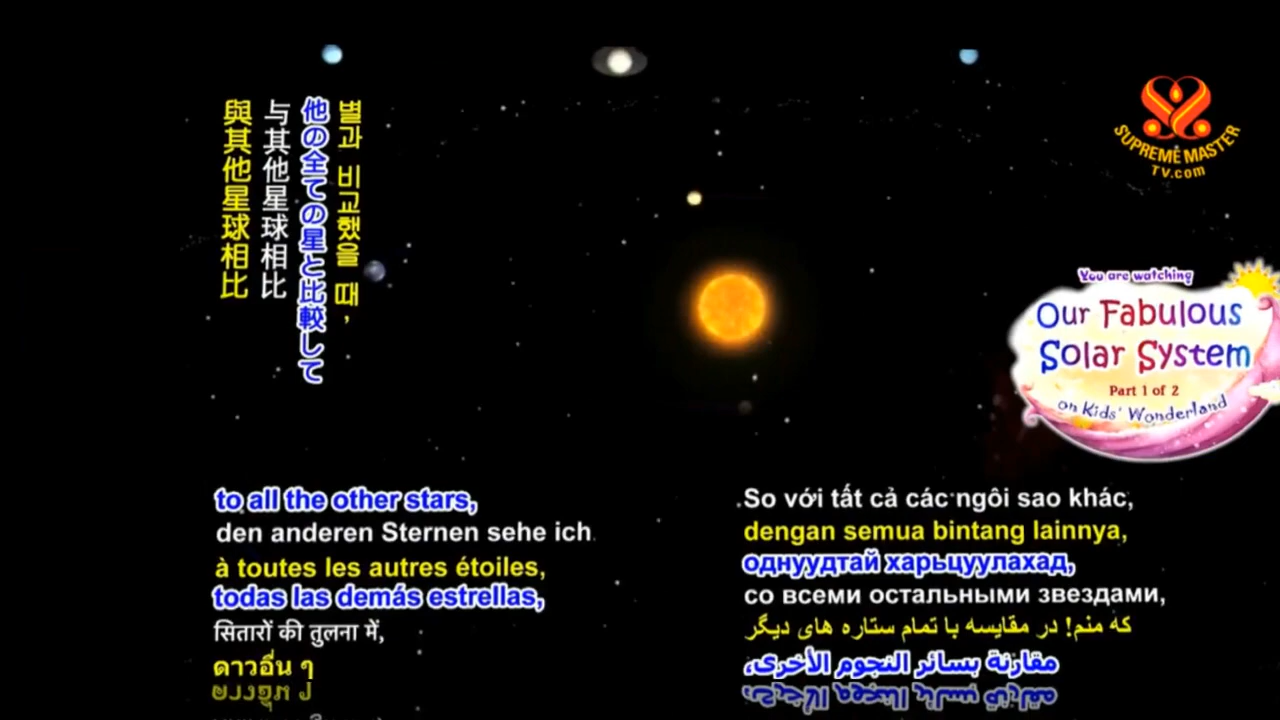 與其他星球相比
与其他星球相比
他の全ての星と比較して
별과 비교했을 때,
SUPREME MASTER
TV.com
You are watching
Our Fabulous
Solar System
Part 1 of 2
on Kids' Wonderland
to all the other stars,
den anderen Sternen sehe ich
à toutes les autres étoiles,
todas las demás estrellas,
सितारों की तुलना में,
ดาวอื่น ๆ
So với tất cả các ngôi sao khác,
dengan semua bintang lainnya,
однуудтай харьцуулахад,
со всеми остальными звездами,
که منم! در مقایسه با تمام ستاره های دیگر
مقارنة بسائر النجوم الأخرى،